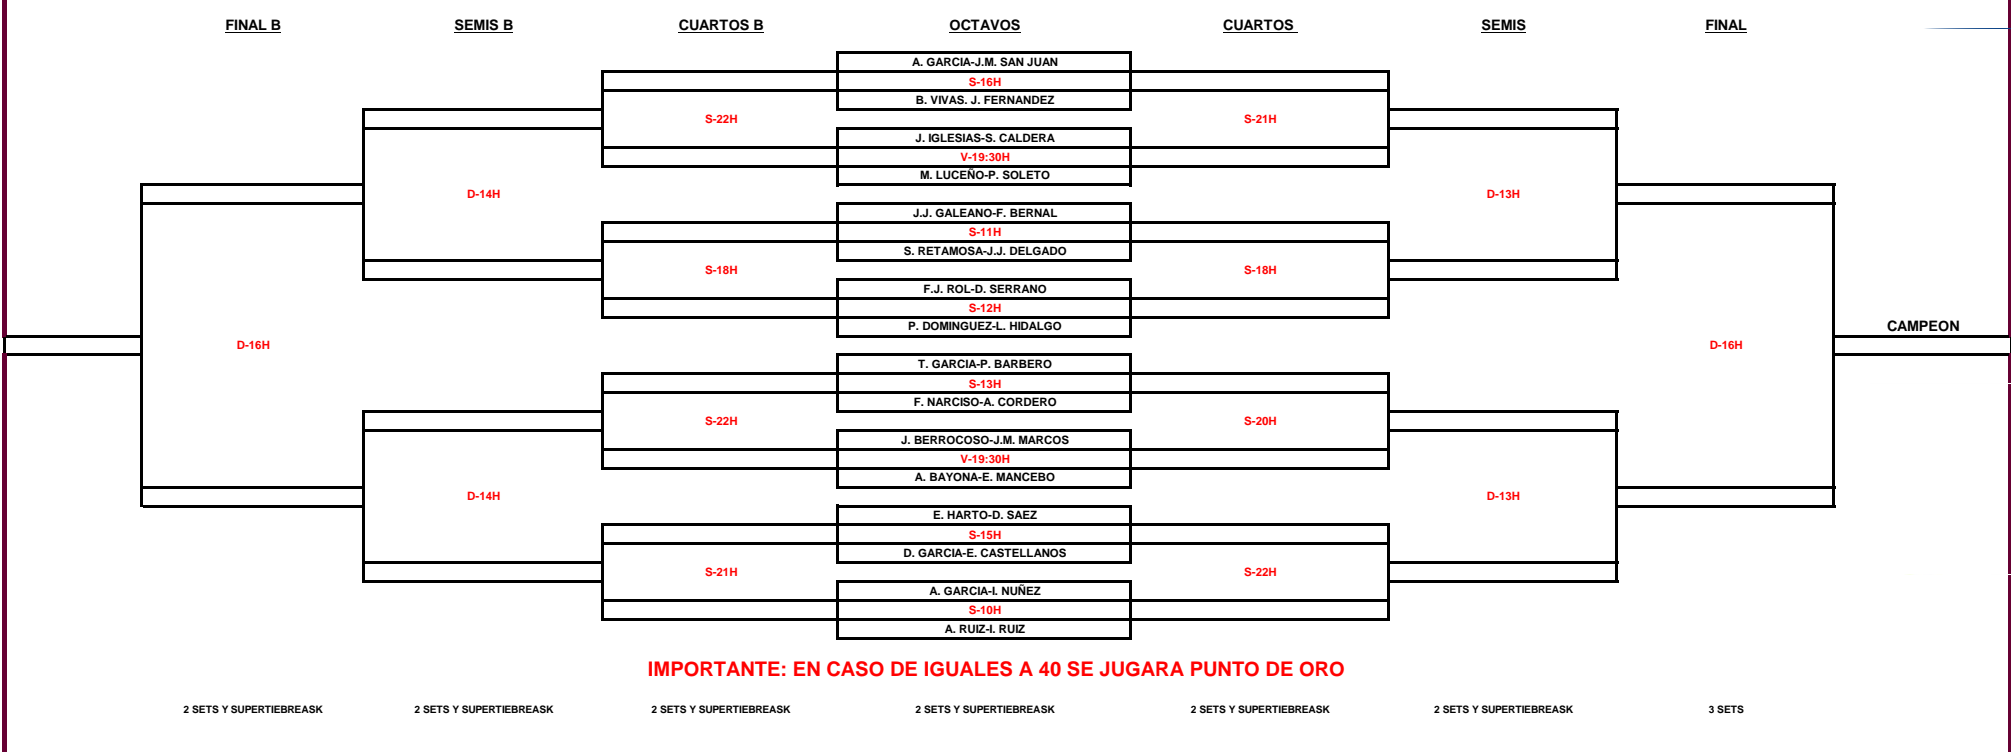 FINAL B SEMIS B CUARTOS B OCTAVOS CUARTOS SEMIS FINAL
A. GARCIA-J.M. SAN JUAN
S-16H
B. VIVAS. J. FERNANDEZ
S-22H S-21H
J. IGLESIAS-S. CALDERA
V-19:30H
M. LUCEÑO-P. SOLETO
D-14H D-13H
J.J. GALEANO-F. BERNAL
S-11H
S. RETAMOSA-J.J. DELGADO
S-18H S-18H
F.J. ROL-D. SERRANO
S-12H
P. DOMINGUEZ-L. HIDALGO CAMPEON
D-16H D-16H
T. GARCIA-P. BARBERO
S-13H
F. NARCISO-A. CORDERO
S-22H S-20H
J. BERROCOSO-J.M. MARCOS
V-19:30H
A. BAYONA-E. MANCEBO
D-14H D-13H
E. HARTO-D. SAEZ
S-15H
D. GARCIA-E. CASTELLANOS
S-21H S-22H
A. GARCIA-I. NUÑEZ
S-10H
A. RUIZ-I. RUIZ
IMPORTANTE: EN CASO DE IGUALES A 40 SE JUGARA PUNTO DE ORO
2 SETS Y SUPERTIEBREASK 2 SETS Y SUPERTIEBREASK 2 SETS Y SUPERTIEBREASK 2 SETS Y SUPERTIEBREASK 2 SETS Y SUPERTIEBREASK 2 SETS Y SUPERTIEBREASK 3 SETS